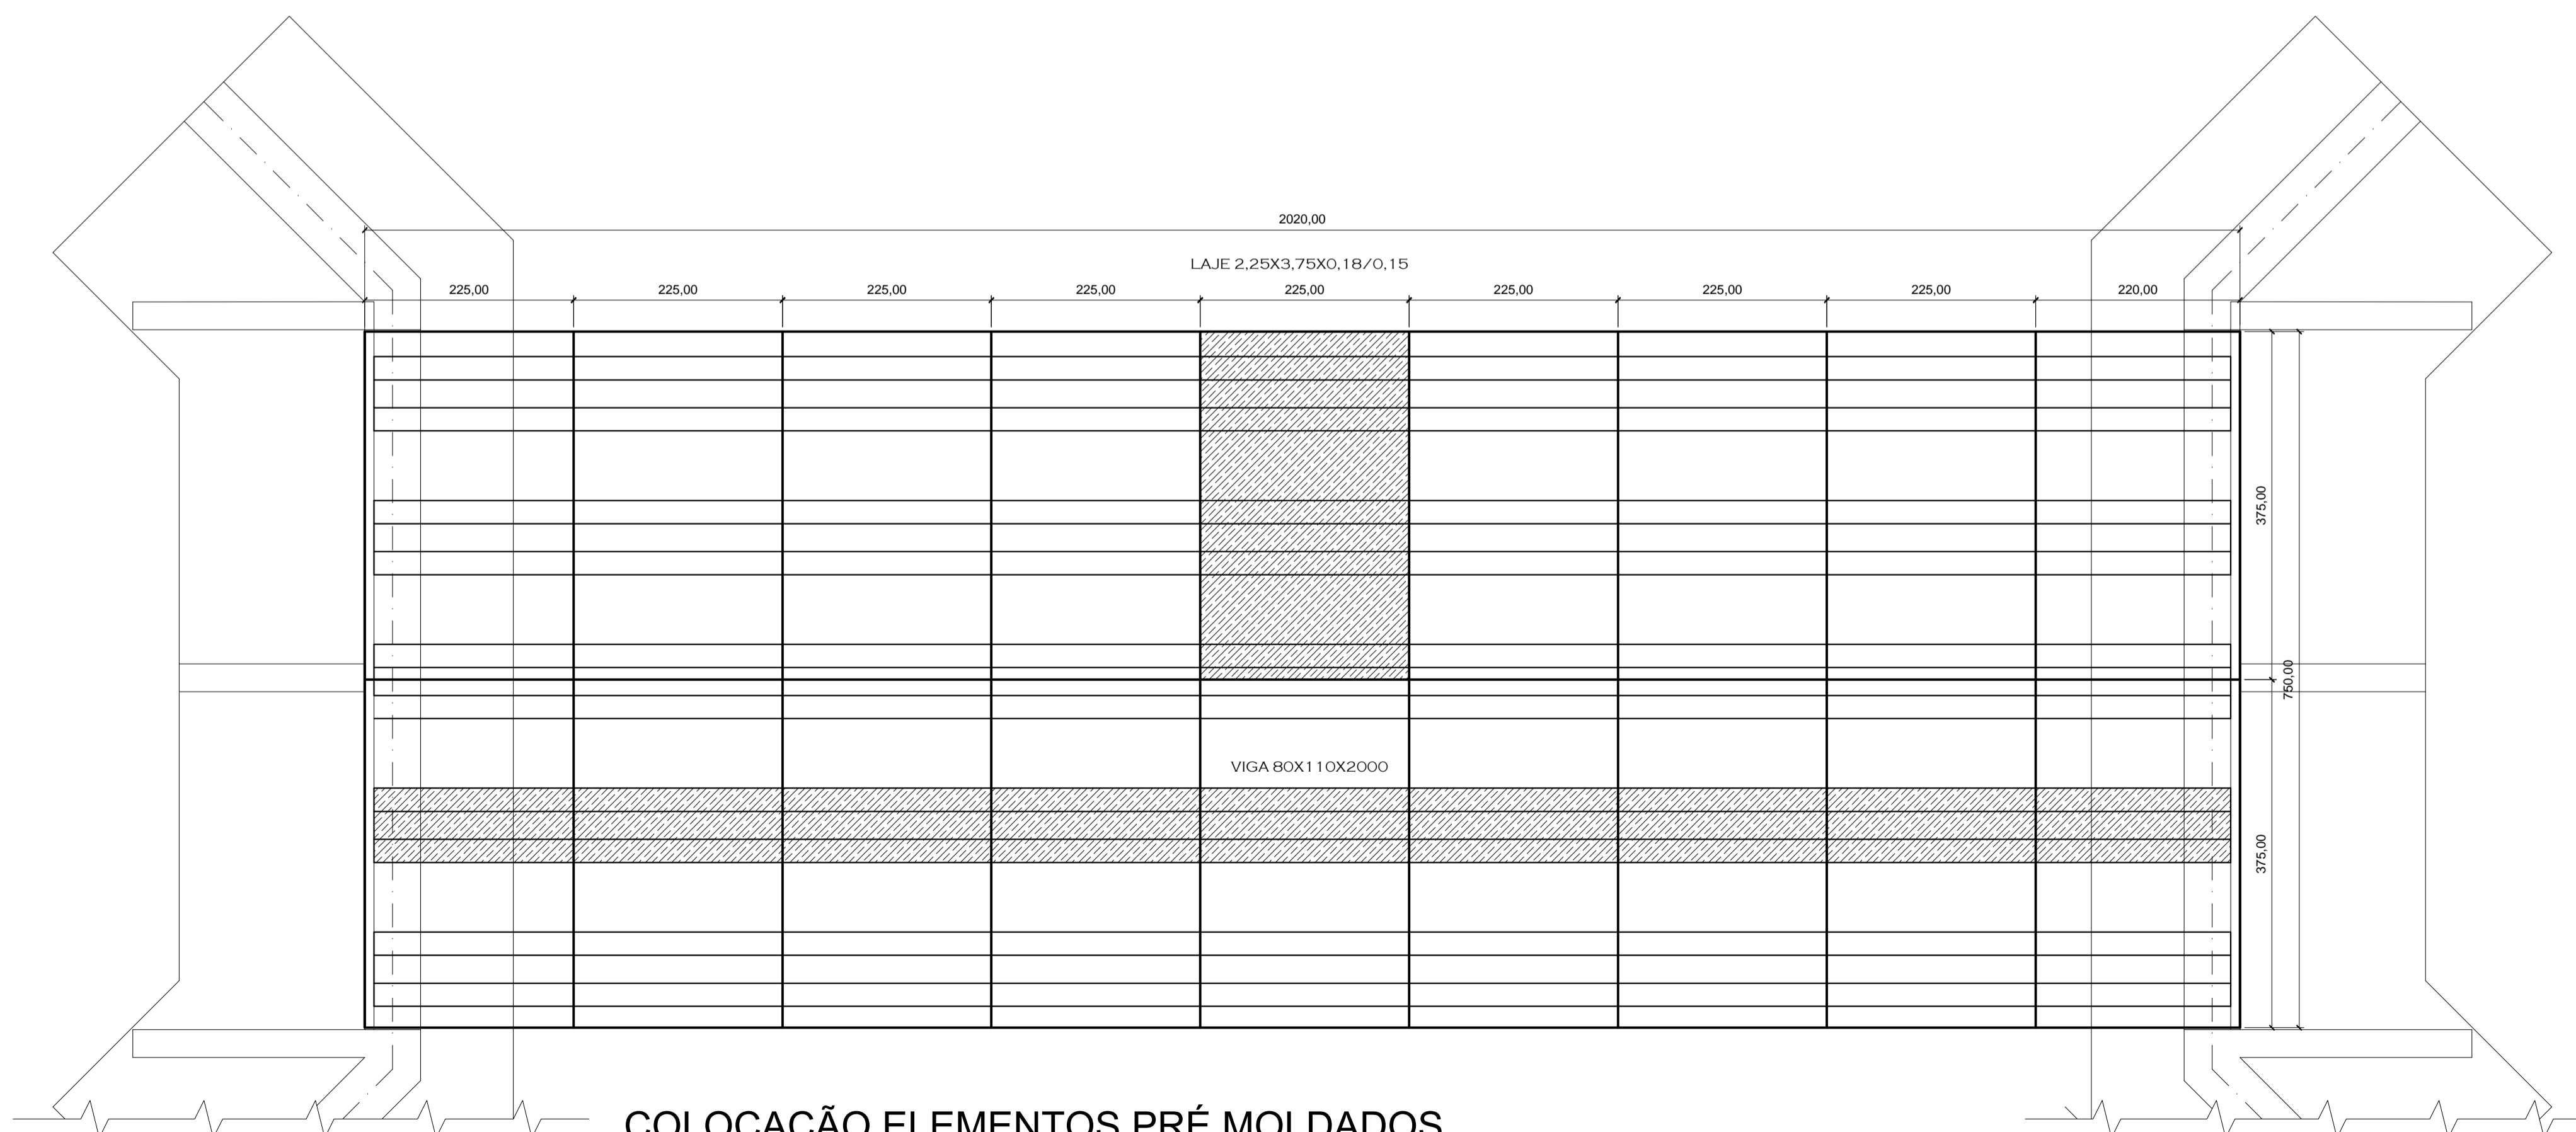 2020,00
LAJE 2,25X3,75X0,18/0,15
225,00 225,00 225,00 225,00 225,00 225,00 225,00 225,00 220,00
375,00
750,00
VIGA 80X110X2000
375,00
COLOCAÇÃO ELEMENTOS PRÉ MOLDADOS